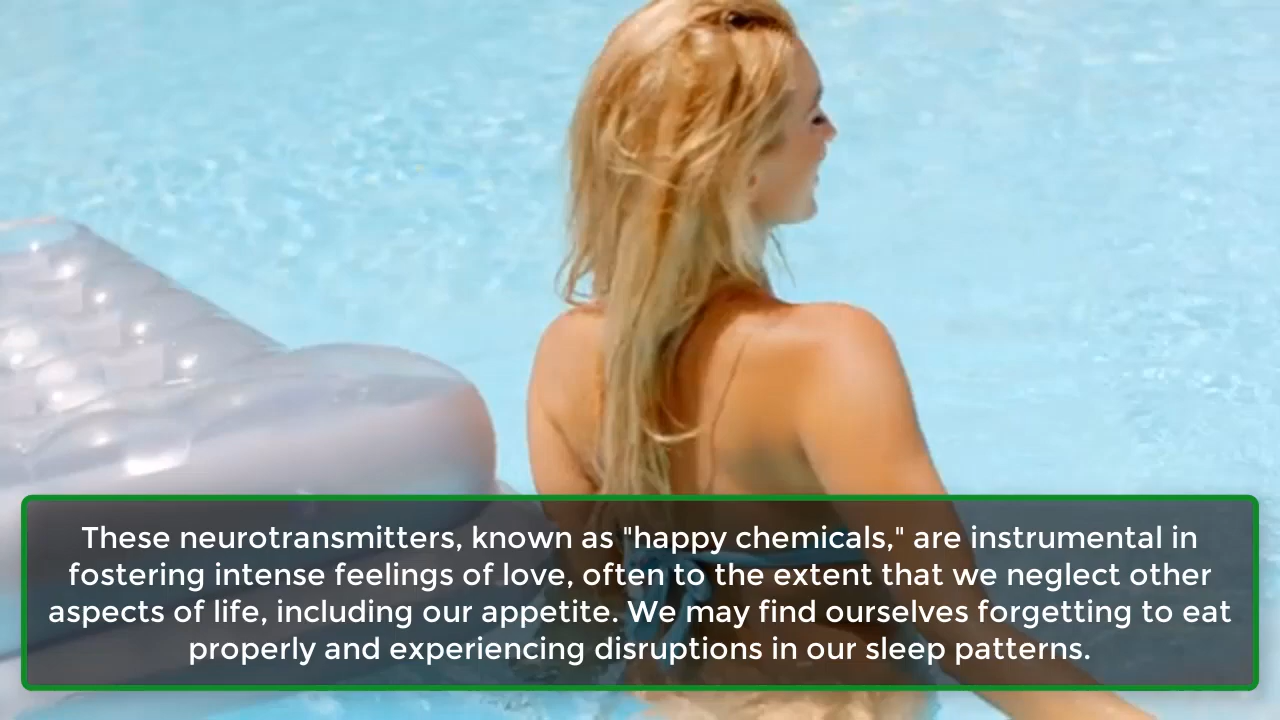 These neurotransmitters, known as "happy chemicals," are instrumental in
fostering intense feelings of love, often to the extent that we neglect other
aspects of life, including our appetite. We may find ourselves forgetting to eat
properly and experiencing disruptions in our sleep patterns.